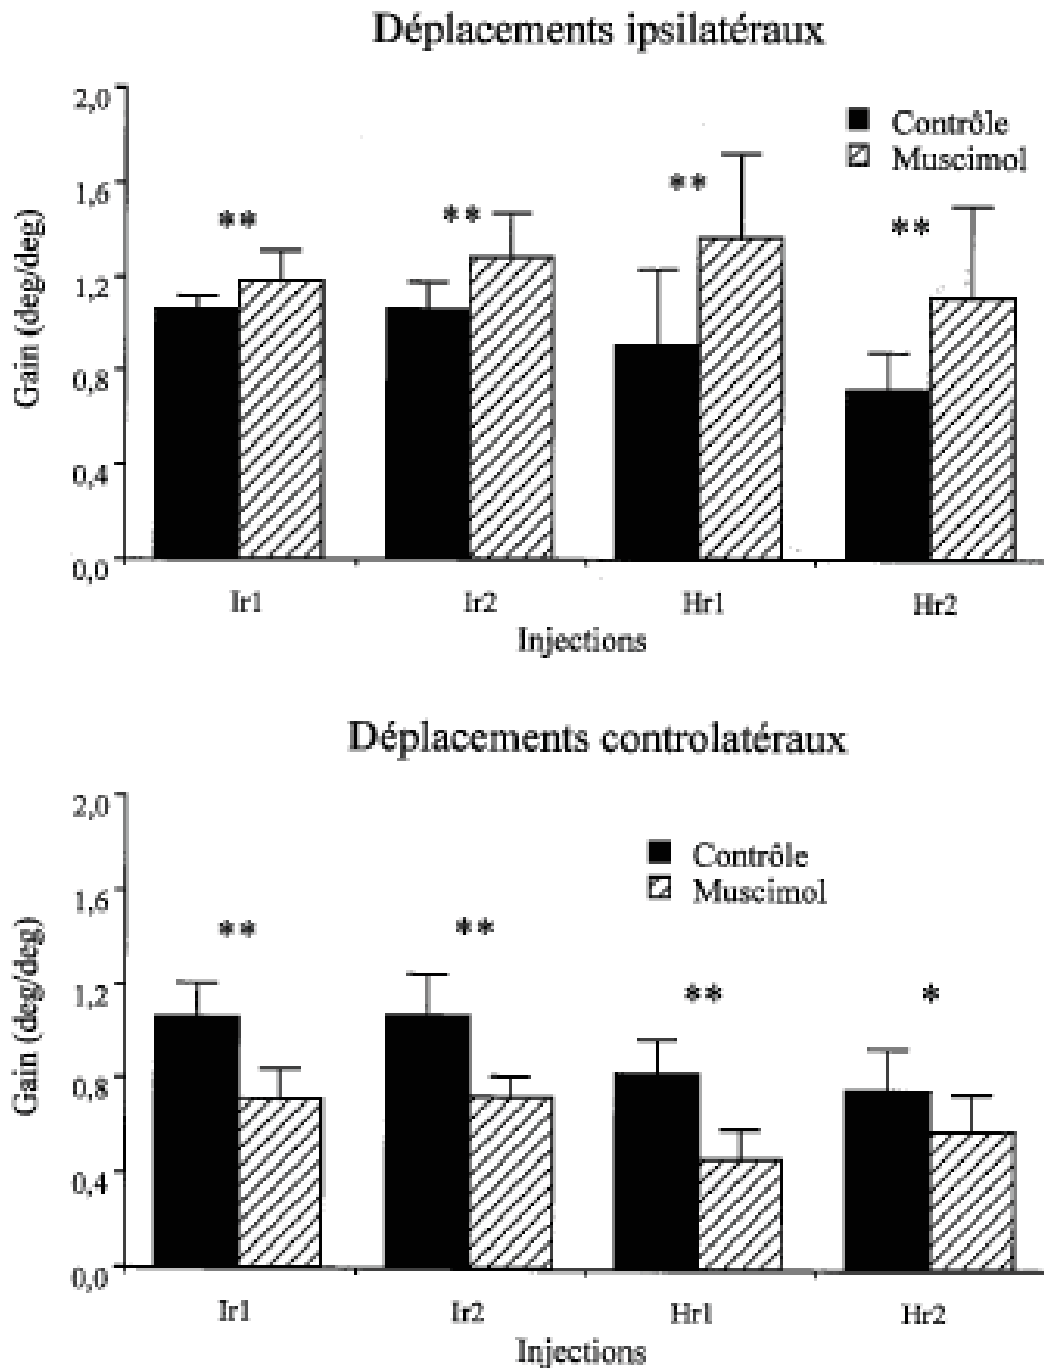 Déplacements ipsilatéraux
2,0
1,6
1,2
0,8
0,4
0,0
Gain (deg/deg)
Contrôle
Muscimol
**
**
**
**
Ir1
Ir2
Hr1
Hr2
Injections
Déplacements controlatéraux
2,0
1,6
1,2
0,8
0,4
0,0
Gain (deg/deg)
Contrôle
Muscimol
**
**
**
*
Ir1
Ir2
Hr1
Hr2
Injections